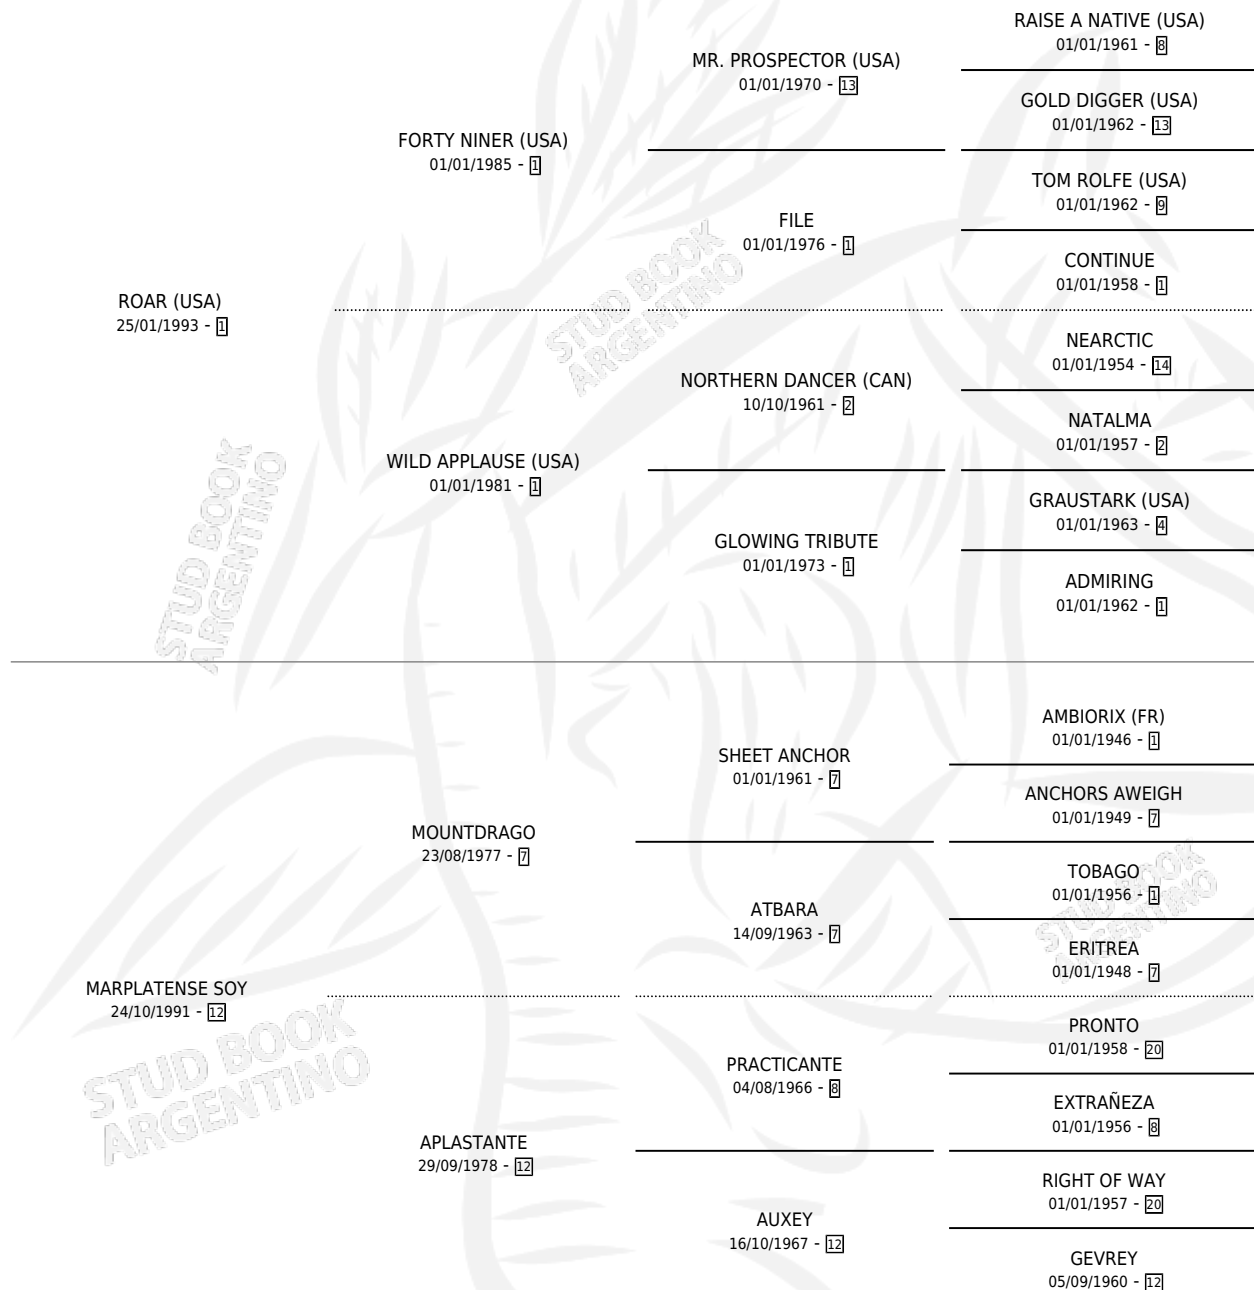 RAISE A NATIVE (USA)
01/01/1961 - 8
MR. PROSPECTOR (USA)
01/01/1970 - 13
GOLD DIGGER (USA)
01/01/1962 - 13
FORTY NINER (USA)
01/01/1985 - 1
TOM ROLFE (USA)
01/01/1962 - 9
FILE
01/01/1976 - 1
CONTINUE
01/01/1958 - 1
ROAR (USA)
25/01/1993 - 1
NEARCTIC
01/01/1954 - 14
NORTHERN DANCER (CAN)
10/10/1961 - 2
NATALMA
01/01/1957 - 2
WILD APPLAUSE (USA)
01/01/1981 - 1
GRAUSTARK (USA)
01/01/1963 - 4
GLOWING TRIBUTE
01/01/1973 - 1
ADMIRING
01/01/1962 - 1
STUD BOOK
ARGENTINO
STUD BOOK
ARGENTINO
AMBIORIX (FR)
01/01/1946 - 1
SHEET ANCHOR
01/01/1961 - 7
ANCHORS AWEIGH
01/01/1949 - 7
MOUNTDRAGO
23/08/1977 - 7
TOBAGO
01/01/1956 - 1
ATBARA
14/09/1963 - 7
ERITREA
01/01/1948 - 7
STUD BOOK
ARGENTINO
MARPLATENSE SOY
24/10/1991 - 12
PRONTO
01/01/1958 - 20
PRACTICANTE
04/08/1966 - 8
EXTRAÑEZA
01/01/1956 - 8
STUD BOOK
ARGENTINO
APLASTANTE
29/09/1978 - 12
RIGHT OF WAY
01/01/1957 - 20
AUXEY
16/10/1967 - 12
GEVREY
05/09/1960 - 12